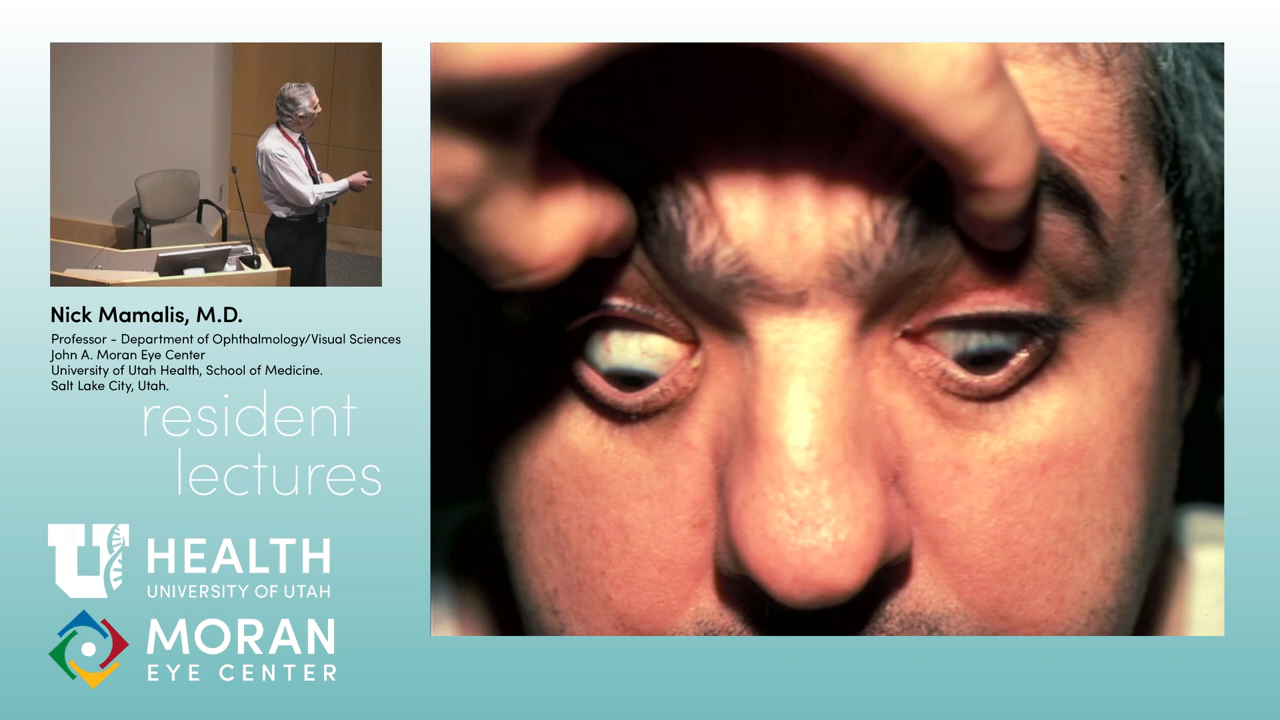 Nick Mamalis, M.D.
Professor - Department of Ophthalmology/Visual Sciences
John A. Moran Eye Center
University of Utah Health, School of Medicine.
Salt Lake City, Utah.
resident
lectures
U HEALTH
UNIVERSITY OF UTAH
MORAN
EYE CENTER